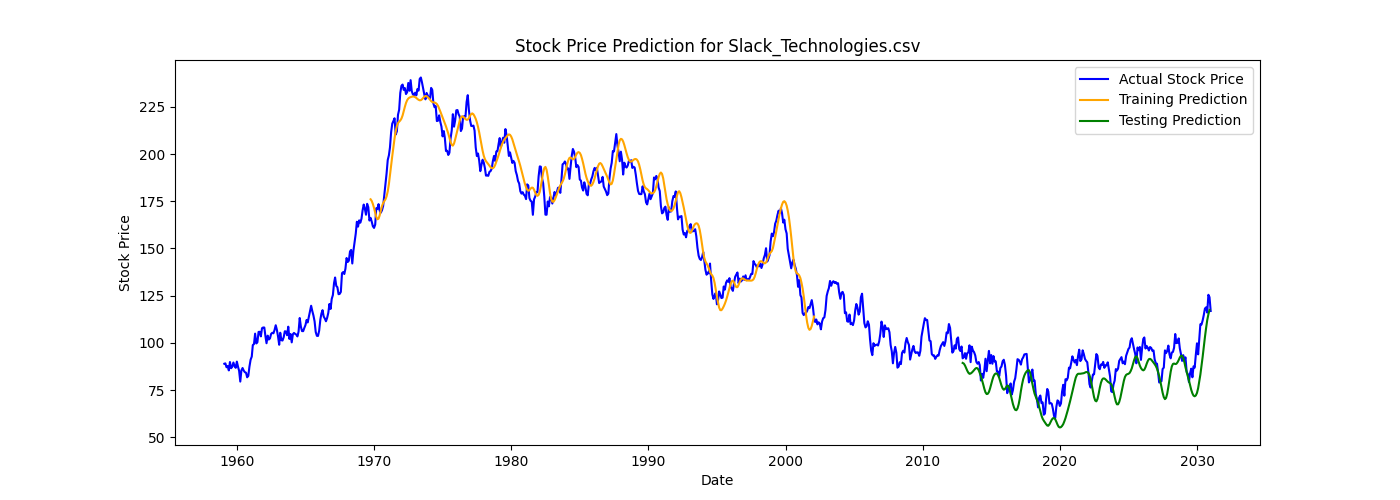 Stock Price Prediction for Slack_Technologies.csv
Actual Stock Price
Training Prediction
Testing Prediction
Stock Price
225
200
175
150
125
100
75
50
1960 1970 1980 1990 2000 2010 2020 2030
Date